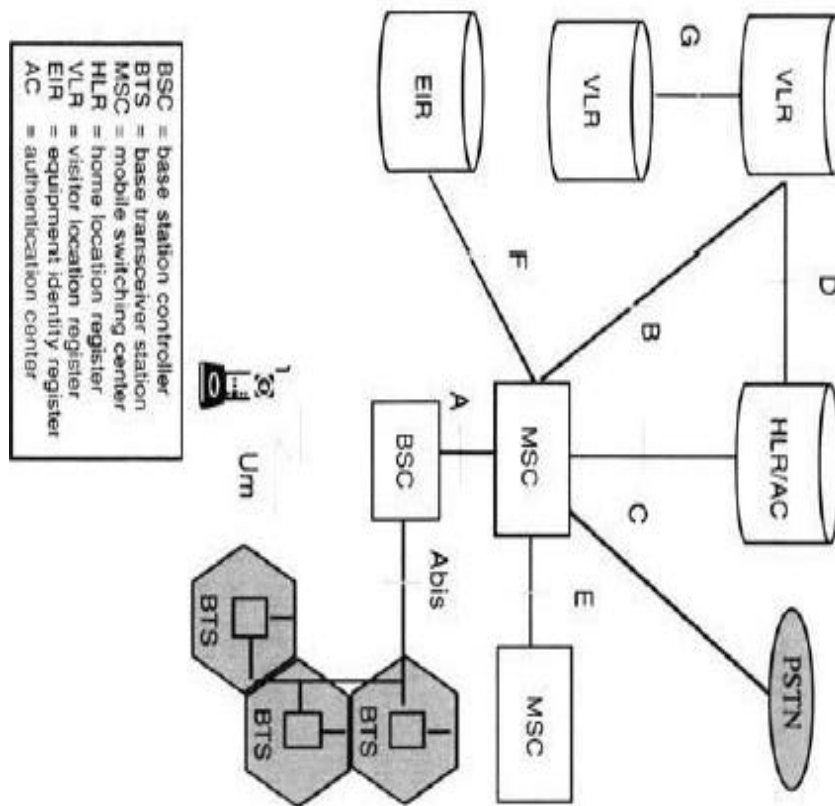 VLR
D
HLR/AC
PSTN
G
VLR
B
C
EIR
F
MSC
E
MSC
A
BSC
Abis
Um
BTS
BTS
BTS
BSC = base station controller
BTS = base transceiver station
MSC = mobile switching center
HLR = home location register
VLR = visitor location register
EIR = equipment identity register
AC = authentication center